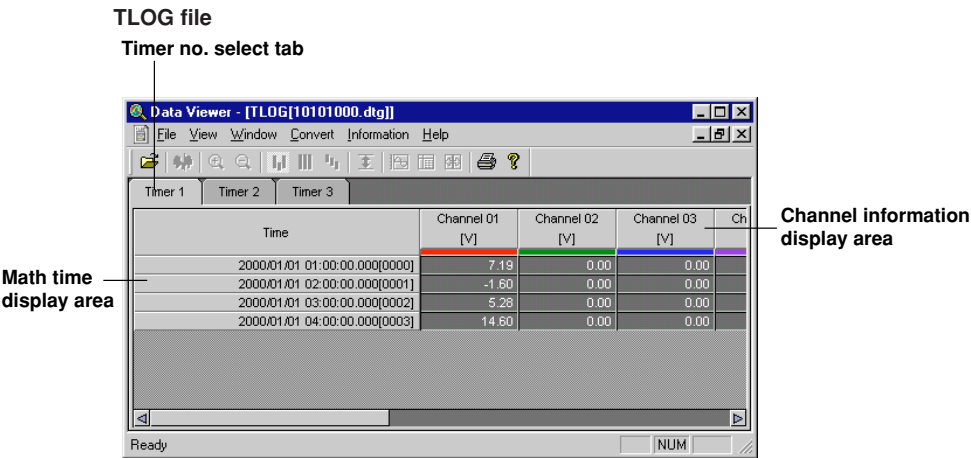 TLOG file
Timer no. select tab
Data Viewer - [TLOG[10101000.dtg]]
File View Window Convert Information Help
Timer 1 Timer 2 Timer 3
Time Channel 01 Channel 02 Channel 03 Ch
[V] [V] [V]
Channel information
display area
Math time
display area
2000/01/01 01:00:00.000[0000] 7.19 0.00 0.00
2000/01/01 02:00:00.000[0001] -1.60 0.00 0.00
2000/01/01 03:00:00.000[0002] 5.28 0.00 0.00
2000/01/01 04:00:00.000[0003] 14.60 0.00 0.00
Ready NUM